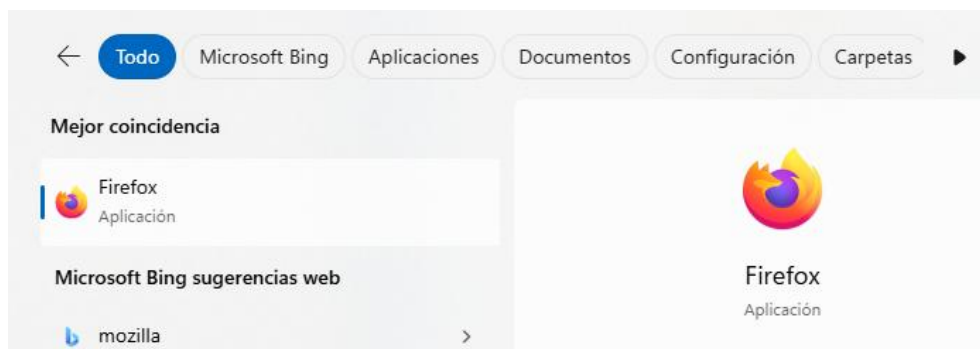 Todo Microsoft Bing Aplicaciones Documentos Configuración Carpetas
Mejor coincidencia
Firefox
Aplicación
Microsoft Bing sugerencias web
mozilla
Firefox
Aplicación